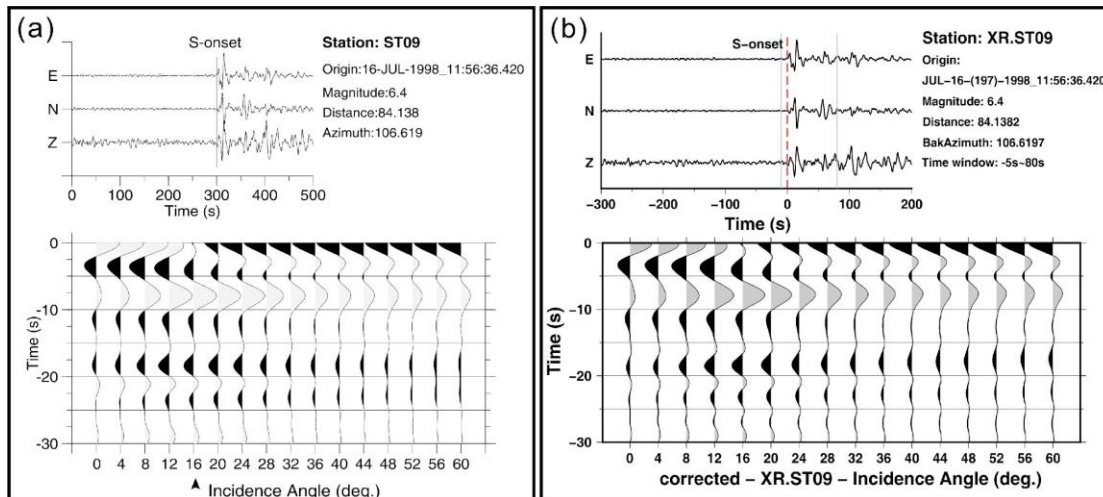 (a)
S-onset
Station: ST09
E
Origin:16-JUL-1998_11:56:36.420
Magnitude:6.4
N
Distance:84.138
Z
Azimuth:106.619
0 100 200 300 400 500
Time (s)
0
-10
-20
-30
Time (s)
0 4 8 12 16 20 24 28 32 36 40 44 48 52 56 60
Incidence Angle (deg.)
(b)
S-onset
Station: XR.ST09
E
Origin:
JUL-16-(197)-1998_11:56:36.420
N
Magnitude: 6.4
Distance: 84.1382
BakAzimuth: 106.6197
Z
Time window: -5s~80s
-300 -200 -100 0 100 200
Time (s)
0
-10
-20
-30
Time (s)
0 4 8 12 16 20 24 28 32 36 40 44 48 52 56 60
corrected - XR.ST09 - Incidence Angle (deg.)